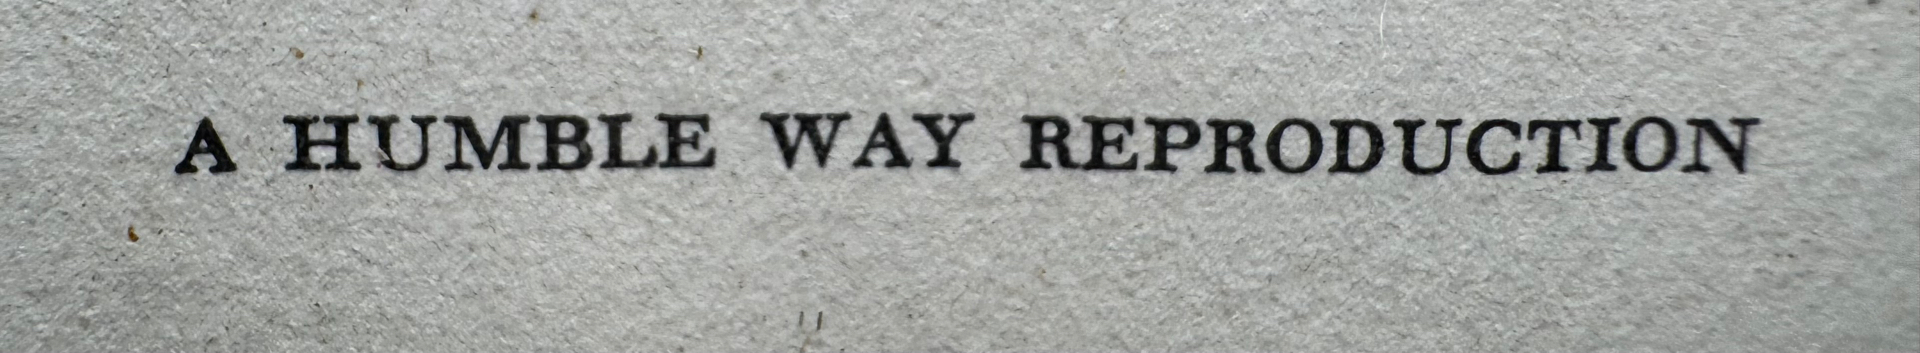 A HUMBLE WAY REPRODUCTION